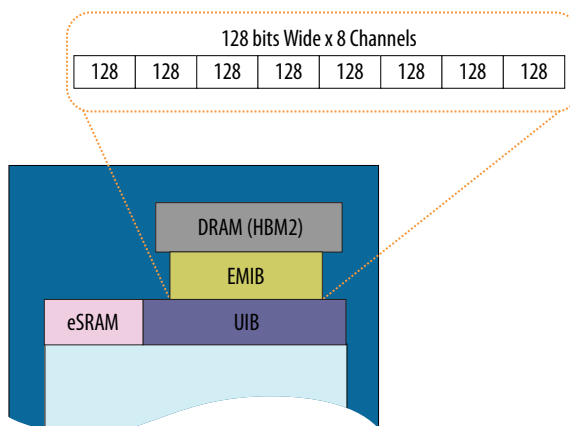 128 bits Wide x 8 Channels
128 128 128 128 128 128 128 128
DRAM (HBM2)
EMIB
eSRAM UIB